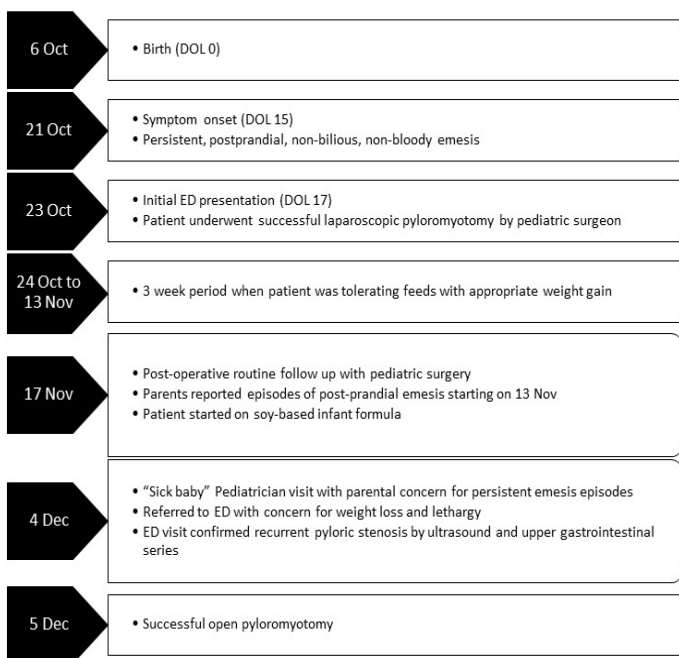 6 Oct
• Birth (DOL 0)
21 Oct
• Symptom onset (DOL 15)
• Persistent, postprandial, non-bilious, non-bloody emesis
23 Oct
• Initial ED presentation (DOL 17)
• Patient underwent successful laparoscopic pyloromyotomy by pediatric surgeon
24 Oct to
13 Nov
• 3 week period when patient was tolerating feeds with appropriate weight gain
17 Nov
• Post-operative routine follow up with pediatric surgery
• Parents reported episodes of post-prandial emesis starting on 13 Nov
• Patient started on soy-based infant formula
4 Dec
• “Sick baby” Pediatrician visit with parental concern for persistent emesis episodes
• Referred to ED with concern for weight loss and lethargy
• ED visit confirmed recurrent pyloric stenosis by ultrasound and upper gastrointestinal
series
5 Dec
• Successful open pyloromyotomy